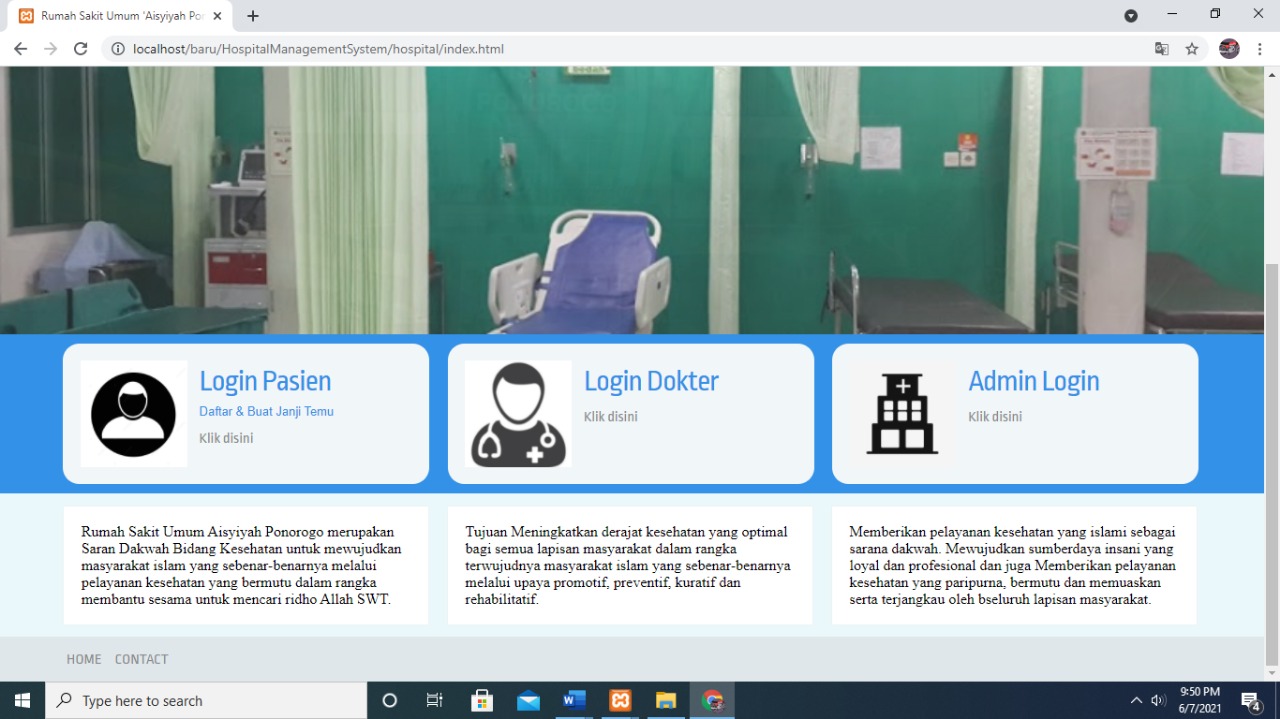 Rumah Sakit Umum 'Aisyiyah Por
localhost/baru/HospitalManagementSystem/hospital/index.html
Login Pasien
Daftar & Buat Janji Temu
Klik disini
Login Dokter
Klik disini
Admin Login
Klik disini
Rumah Sakit Umum Aisyiyah Ponorogo merupakan
Saran Dakwah Bidang Kesehatan untuk mewujudkan
masyarakat islam yang sebenar-benarnya melalui
pelayanan kesehatan yang bermutu dalam rangka
membantu sesama untuk mencari ridho Allah SWT.
Tujuan Meningkatkan derajat kesehatan yang optimal
bagi semua lapisan masyarakat dalam rangka
terwujudnya masyarakat islam yang sebenar-benarnya
melalui upaya promotif, preventif, kuratif dan
rehabilitatif.
Memberikan pelayanan kesehatan yang islami sebagai
sarana dakwah. Mewujudkan sumberdaya insani yang
loyal dan profesional dan juga Memberikan pelayanan
kesehatan yang paripurna, bermutu dan memuaskan
serta terjangkau oleh bseluruh lapisan masyarakat.
HOME CONTACT
Type here to search
9:50 PM
6/7/2021
4